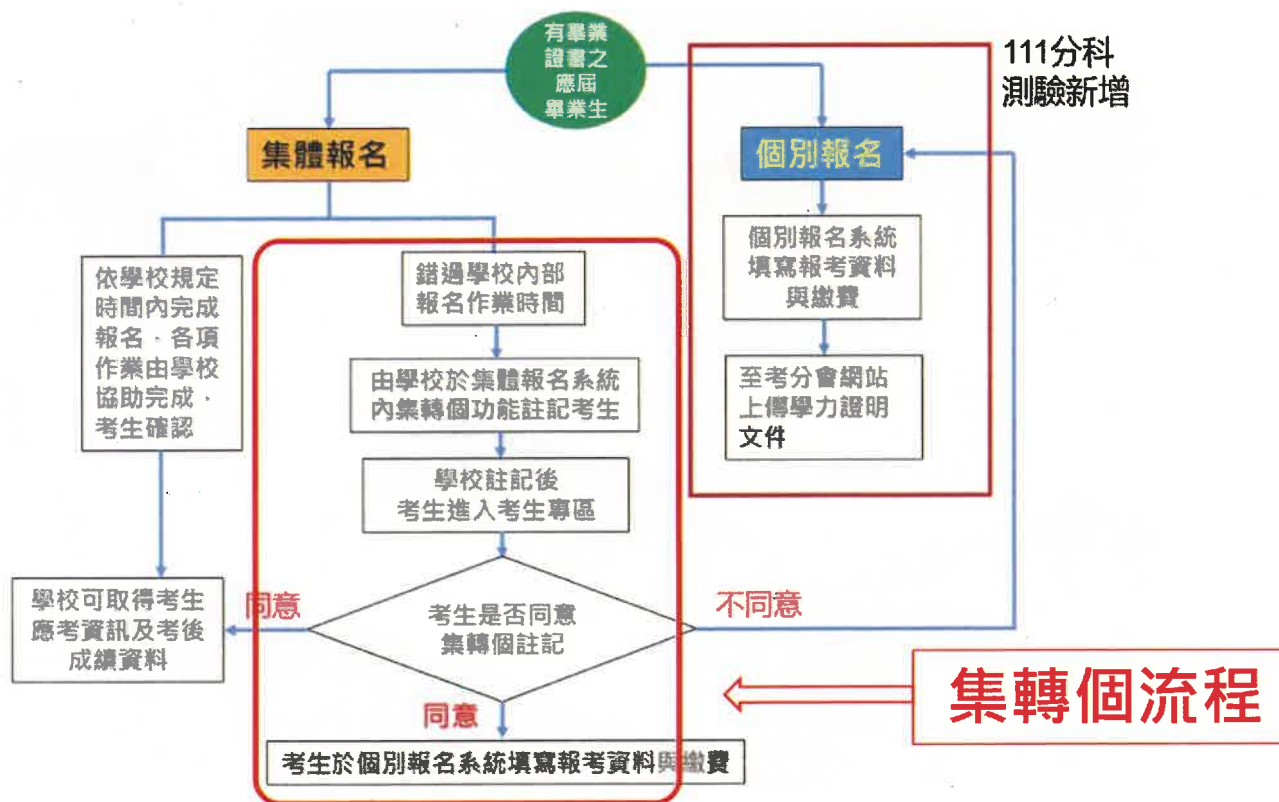 有畢業
證書之
應屆
畢業生
111分科
測驗新增
集體報名
個別報名
依學校規定
時間內完成
報名，各項
作業由學校
協助完成，
考生確認
錯過學校內部
報名作業時間
個別報名系統
填寫報考資料
與繳費
由學校於集體報名系統
內集轉個功能註記考生
至考分會網站
上傳學力證明
文件
學校註記後
考生進入考生專區
學校可取得考生
應考資訊及考後
成績資料
同意
考生是否同意
集轉個註記
不同意
集轉個流程
同意
考生於個別報名系統填寫報考資料與繳費